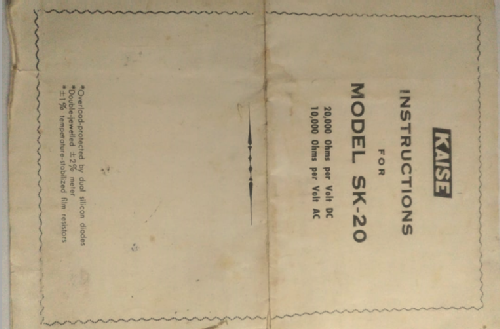 KAISE
INSTRUCTIONS
FOR
MODEL SK-20
20,000 Ohms per Volt DC
10,000 Ohms per Volt AC
*Overload-protected by dual silicon diodes
*Double-jewelled ±2% meter
*±1% temperature-stabilized film resistors